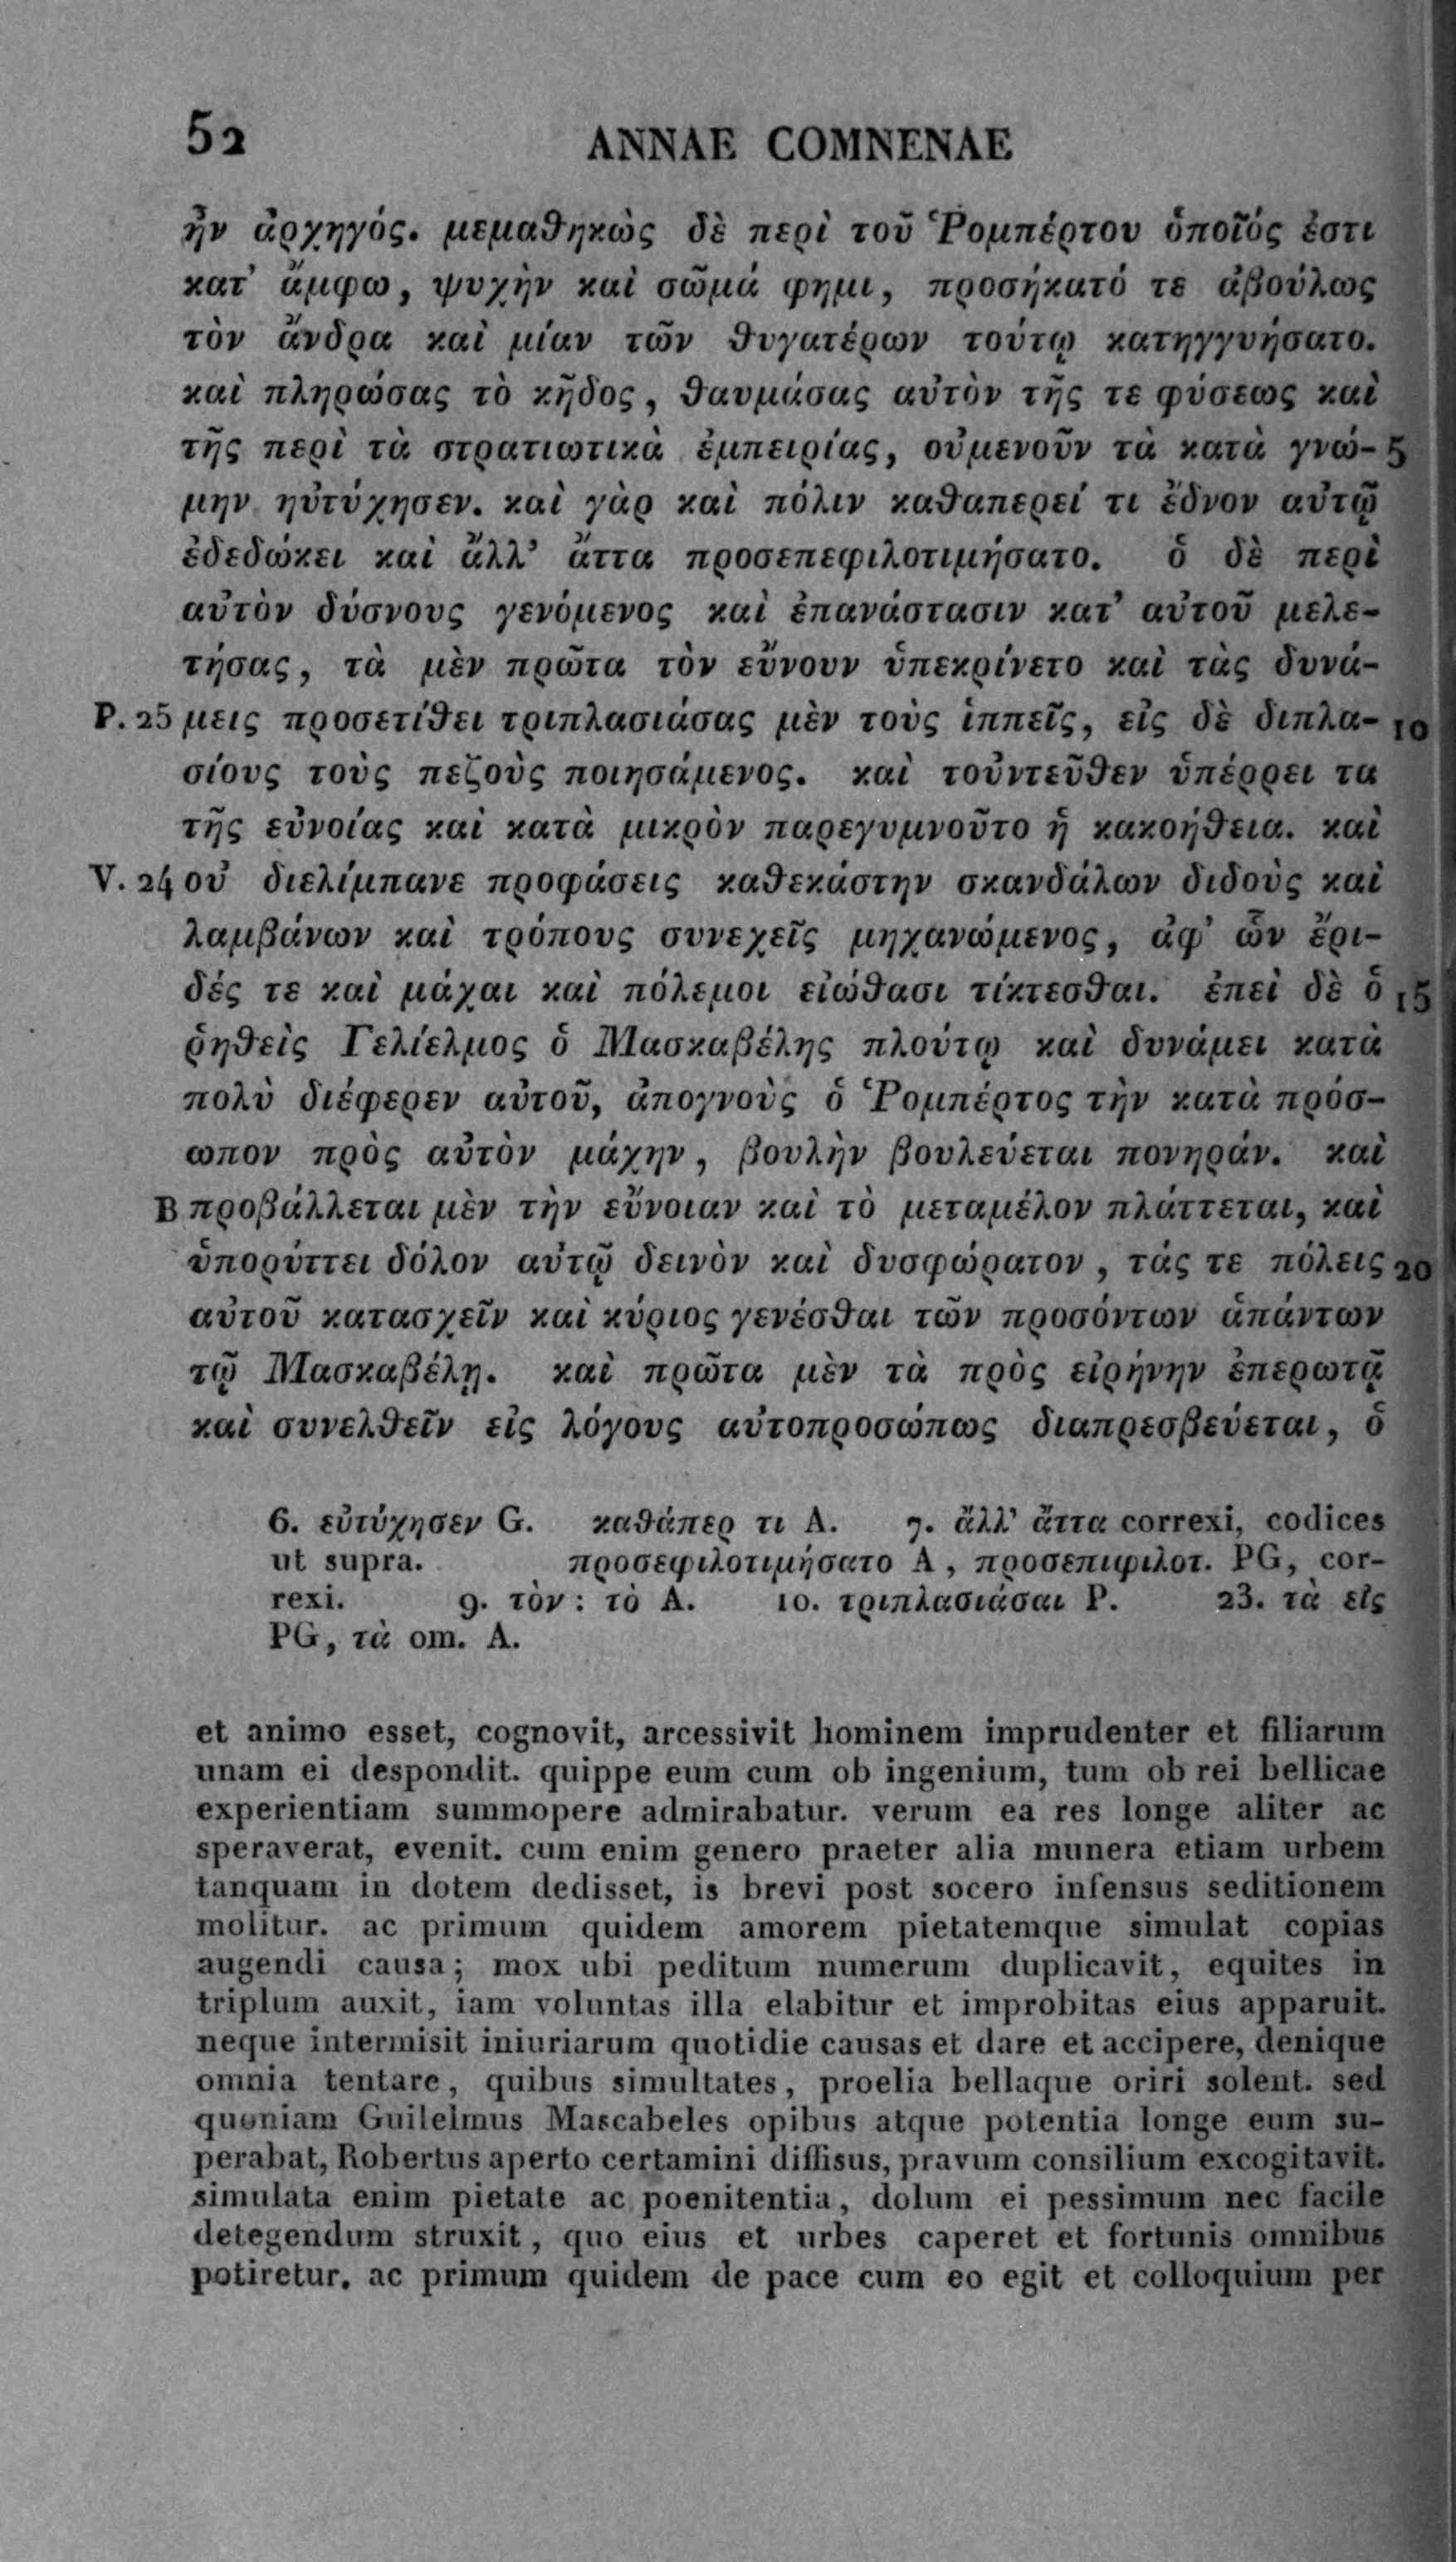 52 ANNAE COMNENAE
ἦν ἀρχηγός. μεμαθηκὼς δὲ περὶ τοῦ Ῥομπέρτου ὁποῖός ἐστι
κατ᾽ ἄμφω, ψυχὴν καὶ σῶμά φημι, προσήκατό τε ἀβούλως
τὸν ἄνδρα καὶ μίαν τῶν θυγατέρων τούτῳ κατηγγυήσατο.
καὶ πληρώσας τὸ κῆδος, θαυμάσας αὐτὸν τῆς τε φύσεως καὶ
τῆς περὶ τὰ στρατιωτικὰ ἐμπειρίας, οὐμενοῦν τὰ κατὰ γνώ- 5
μην ηὐτύχησεν. καὶ γὰρ καὶ πόλιν καθαπερεί τι ἕδνον αὐτῷ
ἐδεδώκει καὶ ἄλλ᾽ ἄττα προσεπεφιλοτιμήσατο. ὁ δὲ περὶ
αὐτὸν δύσνους γενόμενος καὶ ἐπανάστασιν κατ᾽ αὐτοῦ μελε-
τήσας, τὰ μὲν πρῶτα τὸν εὔνουν ὑπεκρίνετο καὶ τὰς δυνά-
P. 25 μεις προσετίθει τριπλασιάσας μὲν τοὺς ἱππεῖς, εἰς δὲ διπλα- 10
σίους τοὺς πεζοὺς ποιησάμενος. καὶ τοὐντεῦθεν ὑπέρρει τα
τῆς εὐνοίας καὶ κατὰ μικρὸν παρεγυμνοῦτο ἡ κακοήθεια. καὶ
V. 24 οὐ διελίμπανε προφάσεις καθεκάστην σκανδάλων διδοὺς καὶ
λαμβάνων καὶ τρόπους συνεχεῖς μηχανώμενος, ἀφ᾽ ὧν ἔρι-
δές τε καὶ μάχαι καὶ πόλεμοι εἰώθασι τίκτεσθαι. ἐπεὶ δὲ ὁ 15
ῥηθεὶς Γελίελμος ὁ Μασκαβέλης πλούτῳ καὶ δυνάμει κατὰ
πολὺ διέφερεν αὐτοῦ, ἀπογνοὺς ὁ Ῥομπέρτος τὴν κατὰ πρόσ-
ωπον πρὸς αὐτὸν μάχην, βουλὴν βουλεύεται πονηράν. καὶ
B προβάλλεται μὲν τὴν εὔνοιαν καὶ τὸ μεταμέλον πλάττεται, καὶ
ὑπορύττει δόλον αὐτῷ δεινὸν καὶ δυσφώρατον, τάς τε πόλεις 20
αὐτοῦ κατασχεῖν καὶ κύριος γενέσθαι τῶν προσόντων ἁπάντων
τῷ Μασκαβέλῃ. καὶ πρῶτα μὲν τὰ πρὸς εἰρήνην ἐπερωτᾷ
καὶ συνελθεῖν εἰς λόγους αὐτοπροσώπως διαπρεσβεύεται, ὁ
6. εὐτύχησεν G. καθάπερ τι A. 7. ἄλλ᾽ ἄττα correxi, codices
ut supra. προσεφιλοτιμήσατο A, προσεπιφιλοτ. PG, cor-
rexi. 9. τὸν: τὸ A. 10. τριπλασιάσαι P. 23. τὰ εἰς
PG, τὰ om. A.
et animo esset, cognovit, arcessivit hominem imprudenter et filiarum
unam ei despondit. quippe eum cum ob ingenium, tum ob rei bellicae
experientiam summopere admirabatur. verum ea res longe aliter ac
speraverat, evenit. cum enim genero praeter alia munera etiam urbem
tanquam in dotem dedisset, is brevi post socero infensus seditionem
molitur. ac primum quidem amorem pietatemque simulat copias
augendi causa; mox ubi peditum numerum duplicavit, equites in
triplum auxit, iam voluntas illa elabitur et improbitas eius apparuit.
neque intermisit iniuriarum quotidie causas et dare et accipere, denique
omnia tentare, quibus simultates, proelia bellaque oriri solent. sed
quoniam Guilelmus Mascabeles opibus atque potentia longe eum su-
perabat, Robertus aperto certamini diffisus, pravum consilium excogitavit.
simulata enim pietate ac poenitentia, dolum ei pessimum nec facile
detegendum struxit, quo eius et urbes caperet et fortunis omnibus
potiretur. ac primum quidem de pace cum eo egit et colloquium per